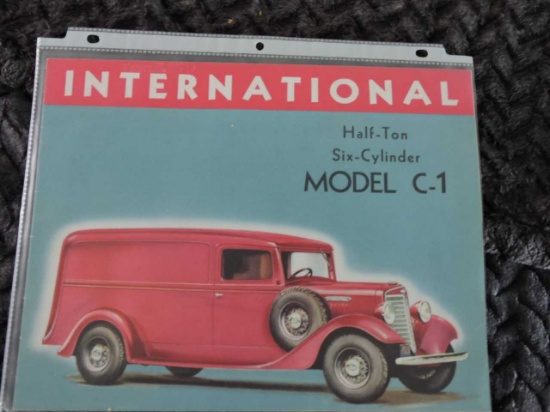 INTERNATIONAL
Half-Ton
Six-Cylinder
MODEL C-1